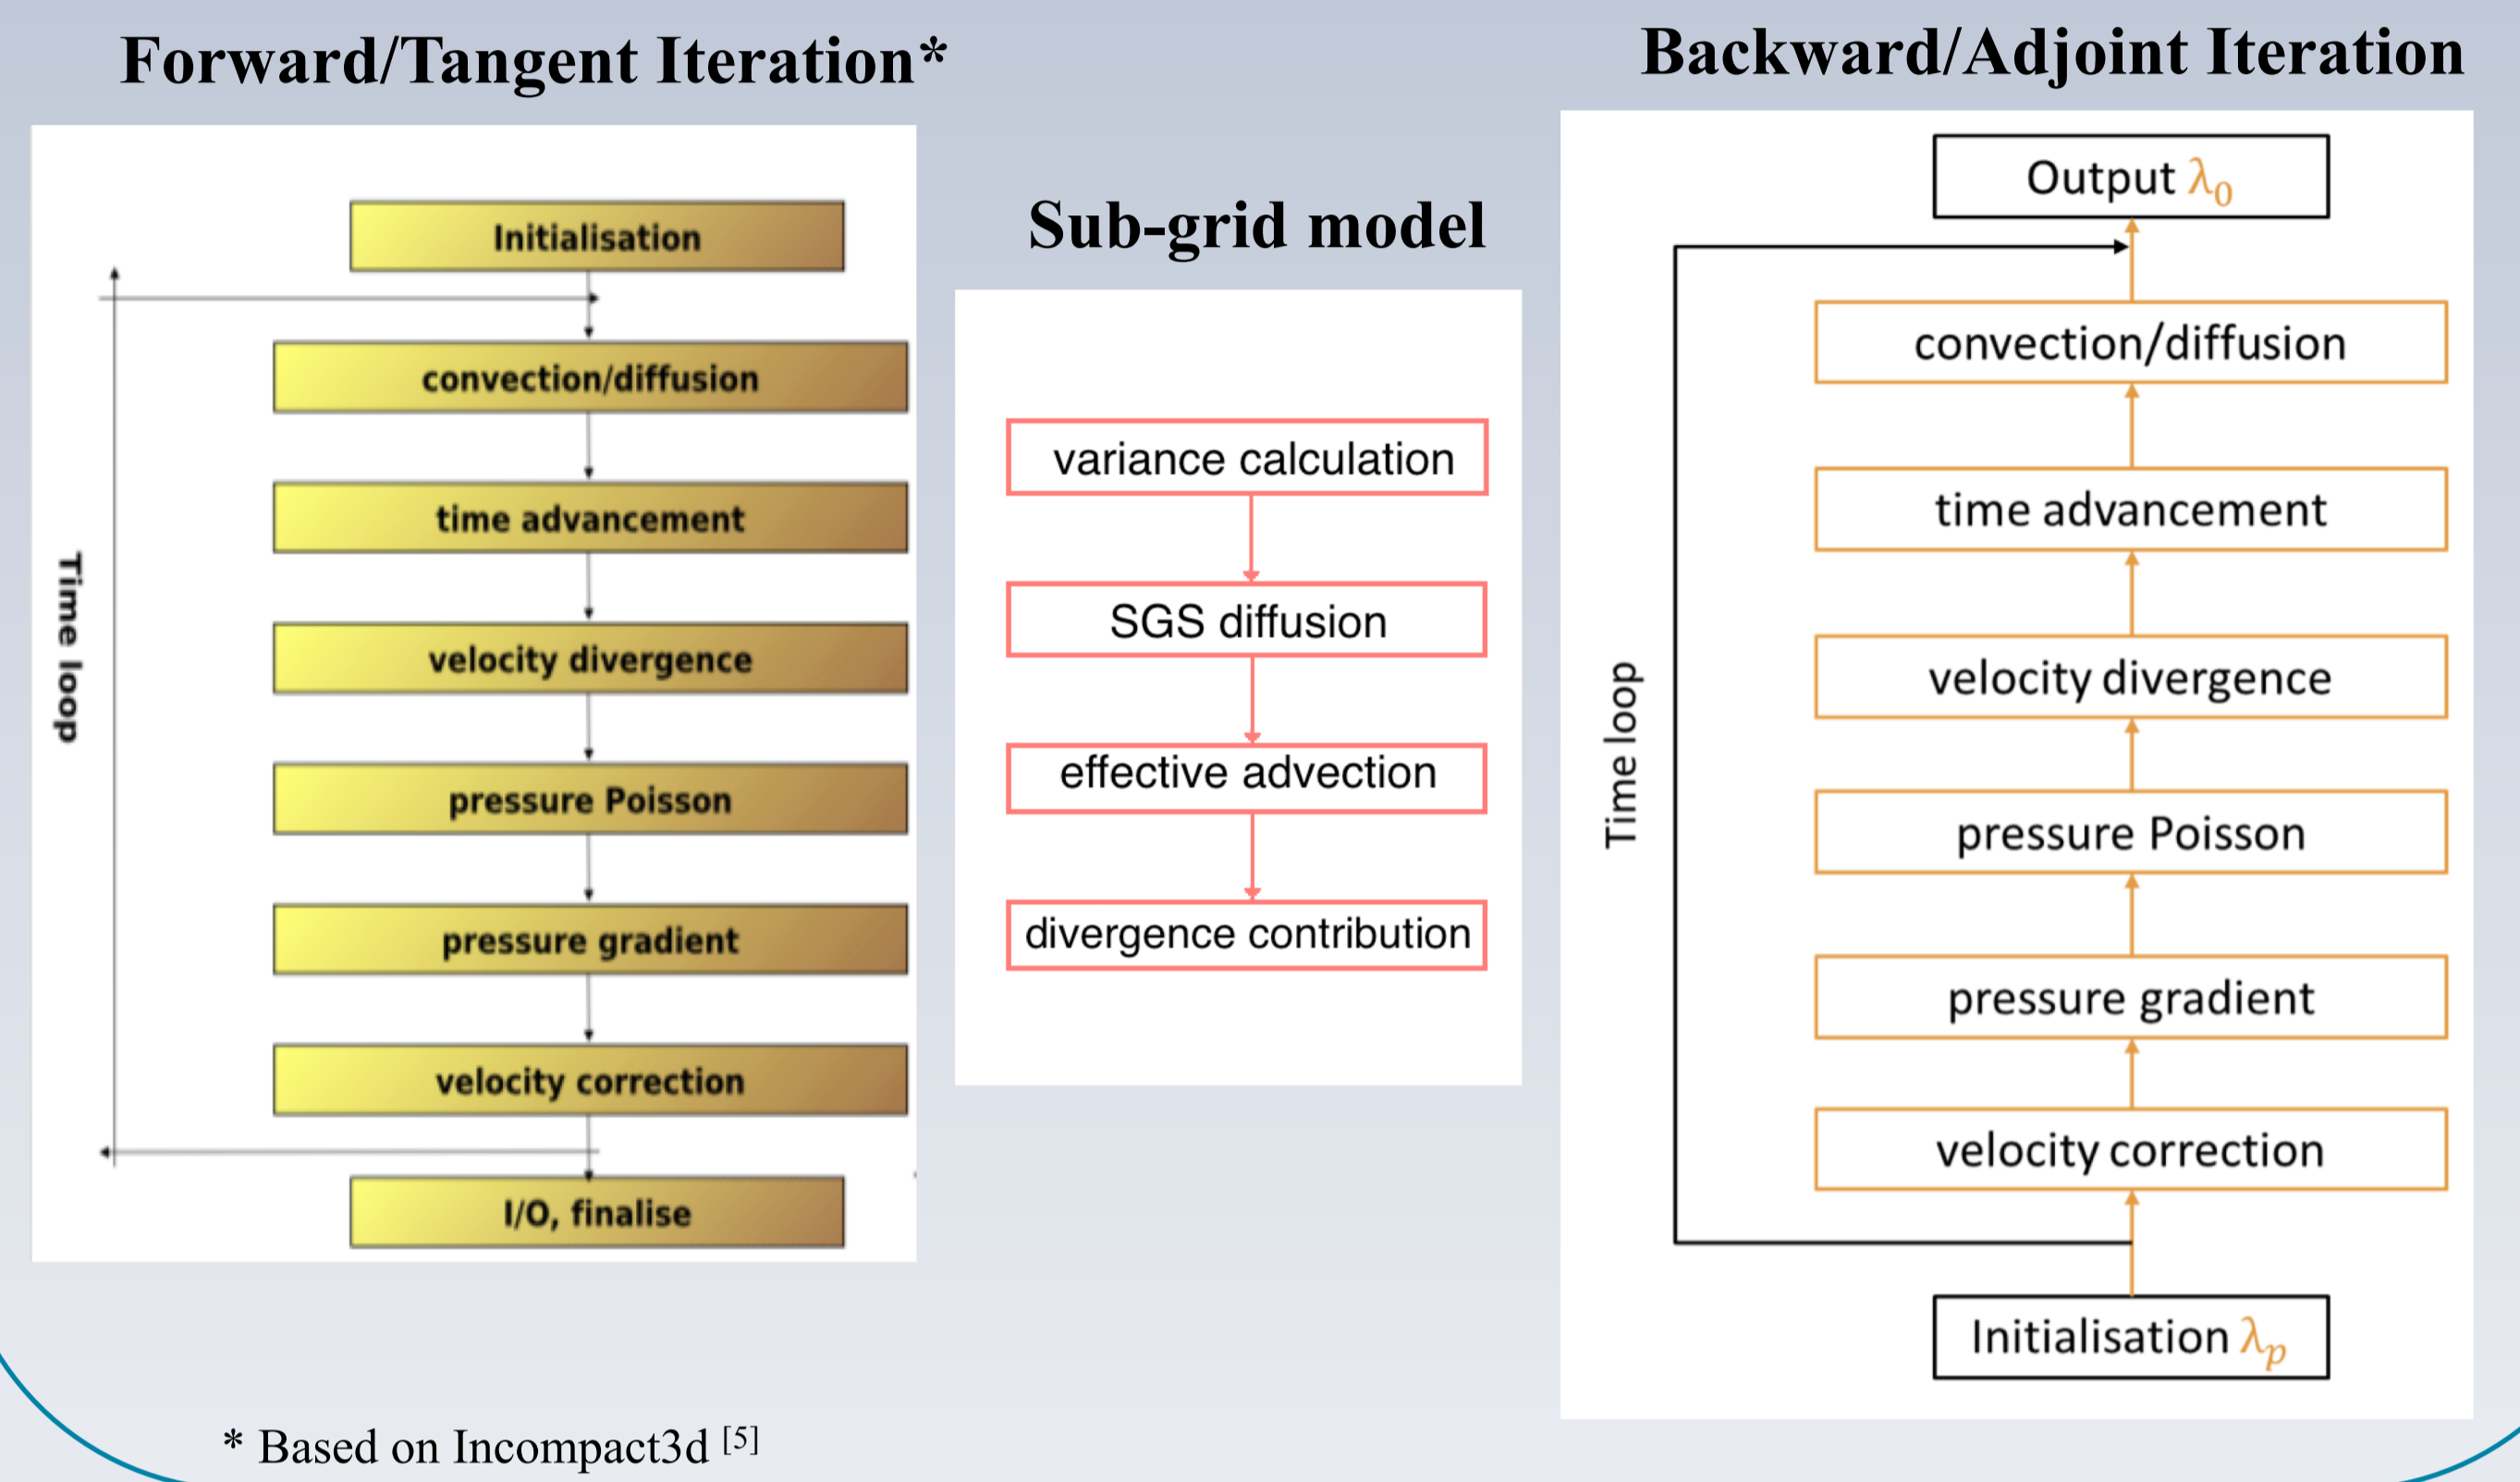 Forward/Tangent Iteration*
Initialisation
convection/diffusion
time advancement
velocity divergence
pressure Poisson
pressure gradient
velocity correction
I/O, finalise
Time loop
Sub-grid model
variance calculation
SGS diffusion
effective advection
divergence contribution
Backward/Adjoint Iteration
Output λ₀
convection/diffusion
time advancement
velocity divergence
pressure Poisson
pressure gradient
velocity correction
Initialisation λₚ
Time loop
* Based on Incompact3d [5]